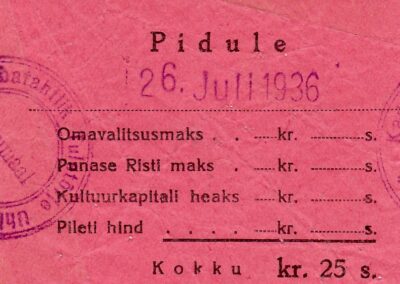 Pidule
26. Juli 1936
Omavalitsusmaks . . kr. s.
Punase Risti maks . kr. s.
Kultuurkapitali heaks kr. s.
Pileti hind . . . . kr. s.
Kokku kr. 25 s.